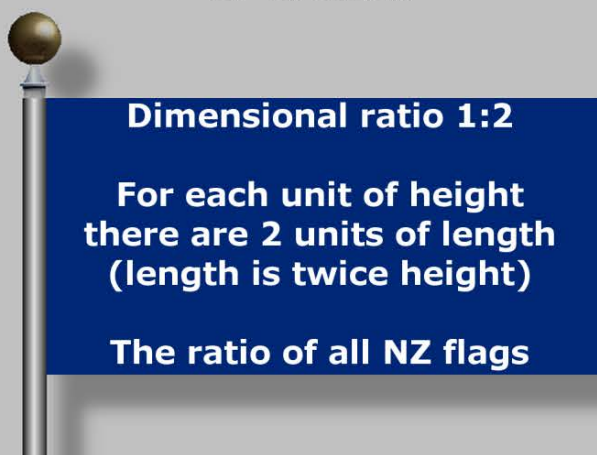 Dimensional ratio 1:2
For each unit of height
there are 2 units of length
(length is twice height)
The ratio of all NZ flags